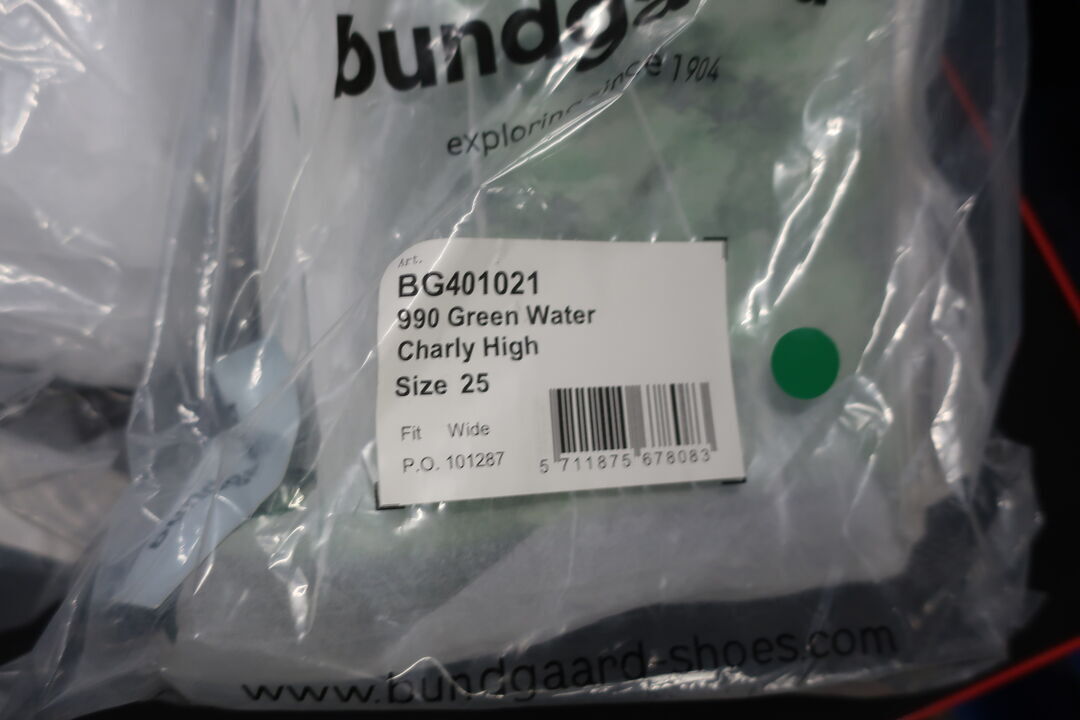 exploring since 1904
Art.
BG401021
990 Green Water
Charly High
Size 25
Fit Wide
P.O. 101287
5 711875 678083
www.bundgaard-shoes.com